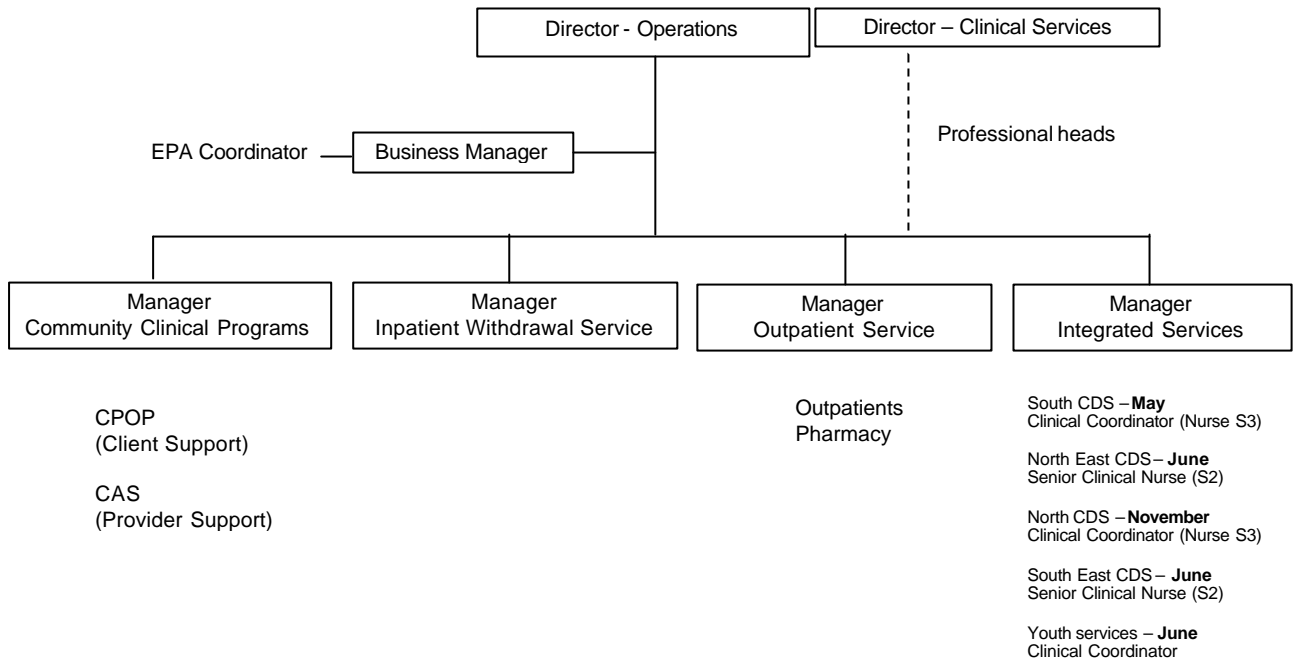 Director - Operations
Director – Clinical Services
Professional heads
EPA Coordinator
Business Manager
Manager
Community Clinical Programs
Manager
Inpatient Withdrawal Service
Manager
Outpatient Service
Manager
Integrated Services
CPOP
(Client Support)
CAS
(Provider Support)
Outpatients
Pharmacy
South CDS – May
Clinical Coordinator (Nurse S3)
North East CDS – June
Senior Clinical Nurse (S2)
North CDS – November
Clinical Coordinator (Nurse S3)
South East CDS – June
Senior Clinical Nurse (S2)
Youth services – June
Clinical Coordinator